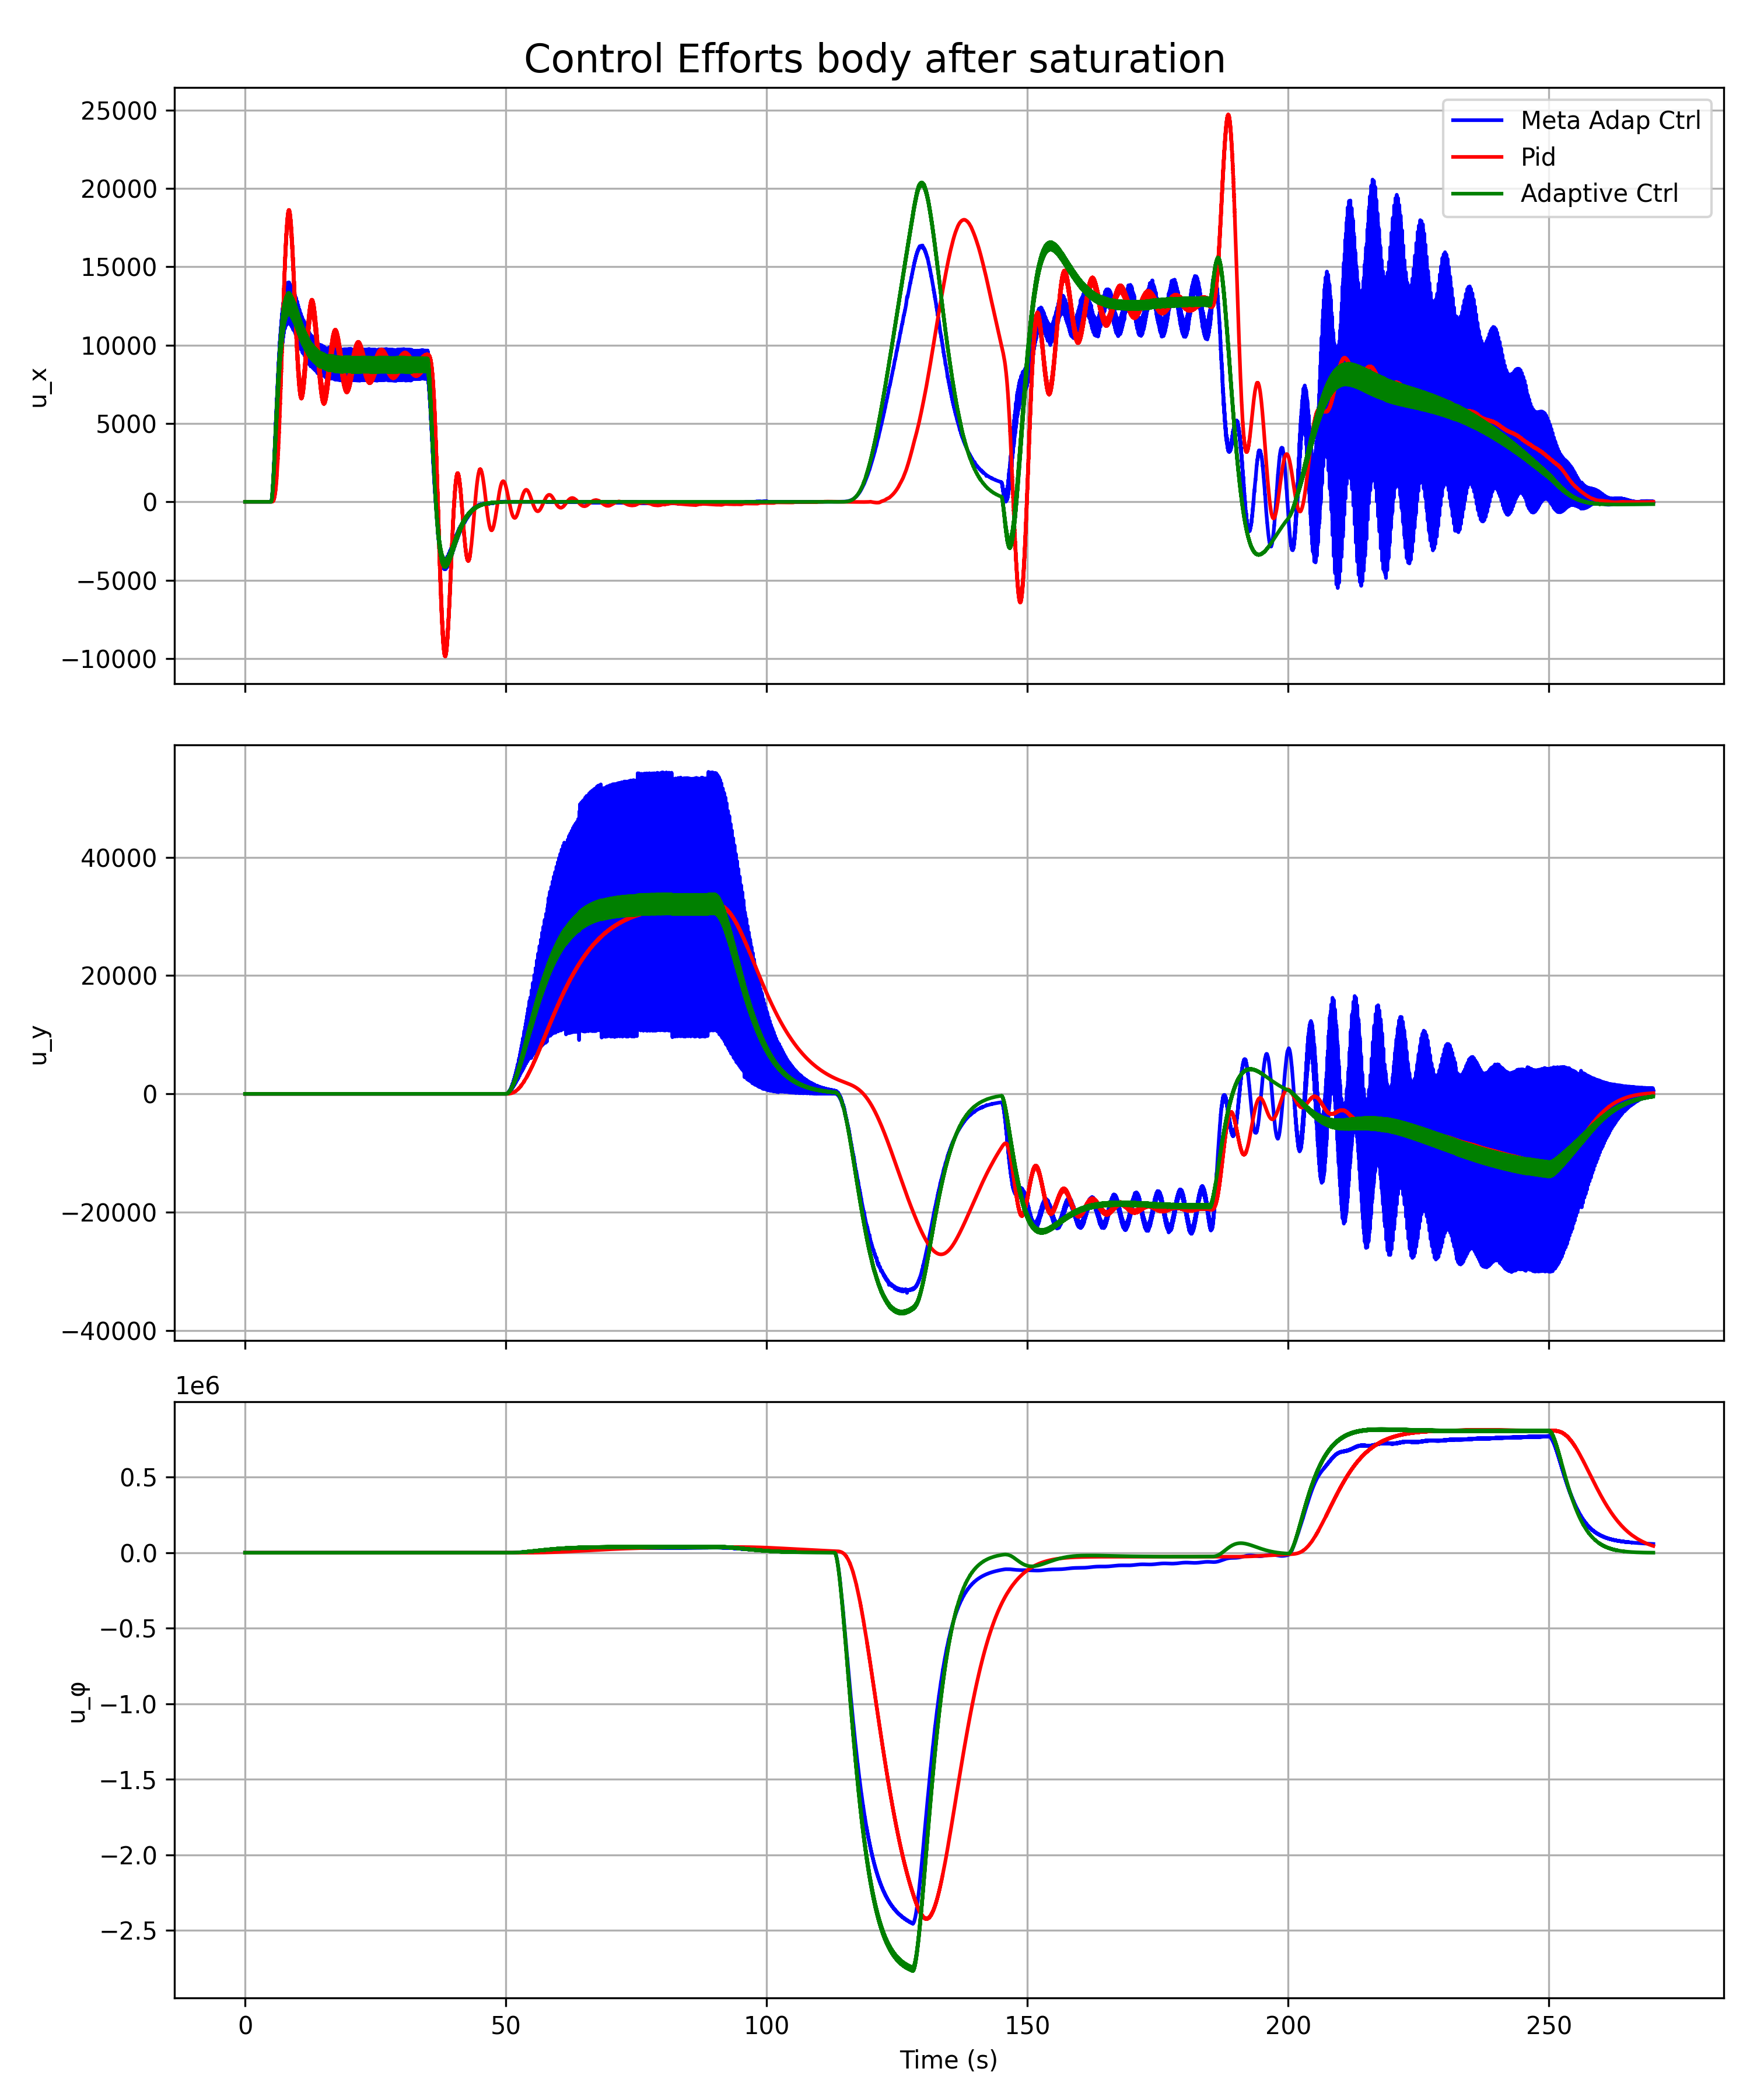 Control Efforts body after saturation
25000
20000
15000
10000
5000
0
−5000
−10000
u_x
Meta Adap Ctrl
Pid
Adaptive Ctrl
40000
20000
0
−20000
−40000
u_y
1e6
0.5
0.0
−0.5
−1.0
−1.5
−2.0
−2.5
u_φ
0 50 100 150 200 250
Time (s)